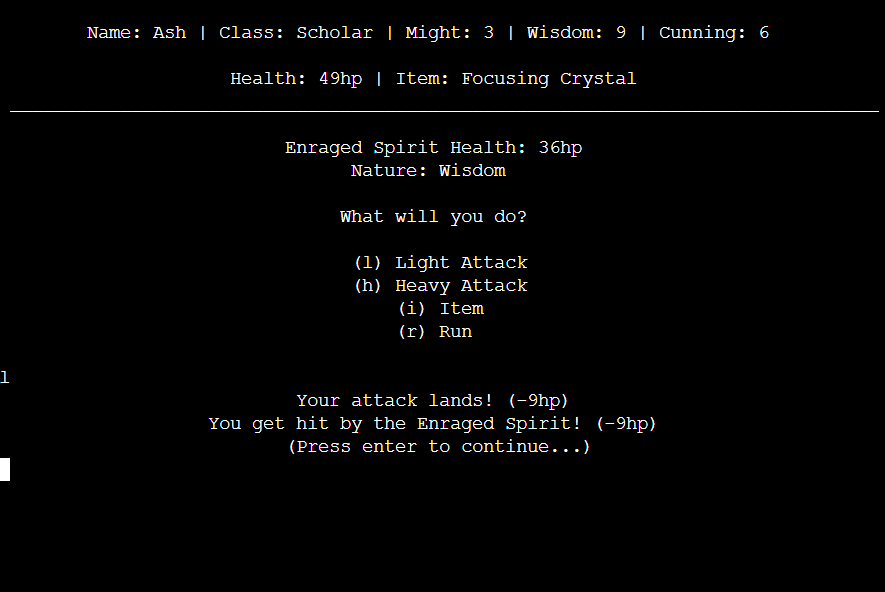 Name: Ash | Class: Scholar | Might: 3 | Wisdom: 9 | Cunning: 6
Health: 49hp | Item: Focusing Crystal
Enraged Spirit Health: 36hp
Nature: Wisdom
What will you do?
(l) Light Attack
(h) Heavy Attack
(i) Item
(r) Run
l
Your attack lands! (-9hp)
You get hit by the Enraged Spirit! (-9hp)
(Press enter to continue...)